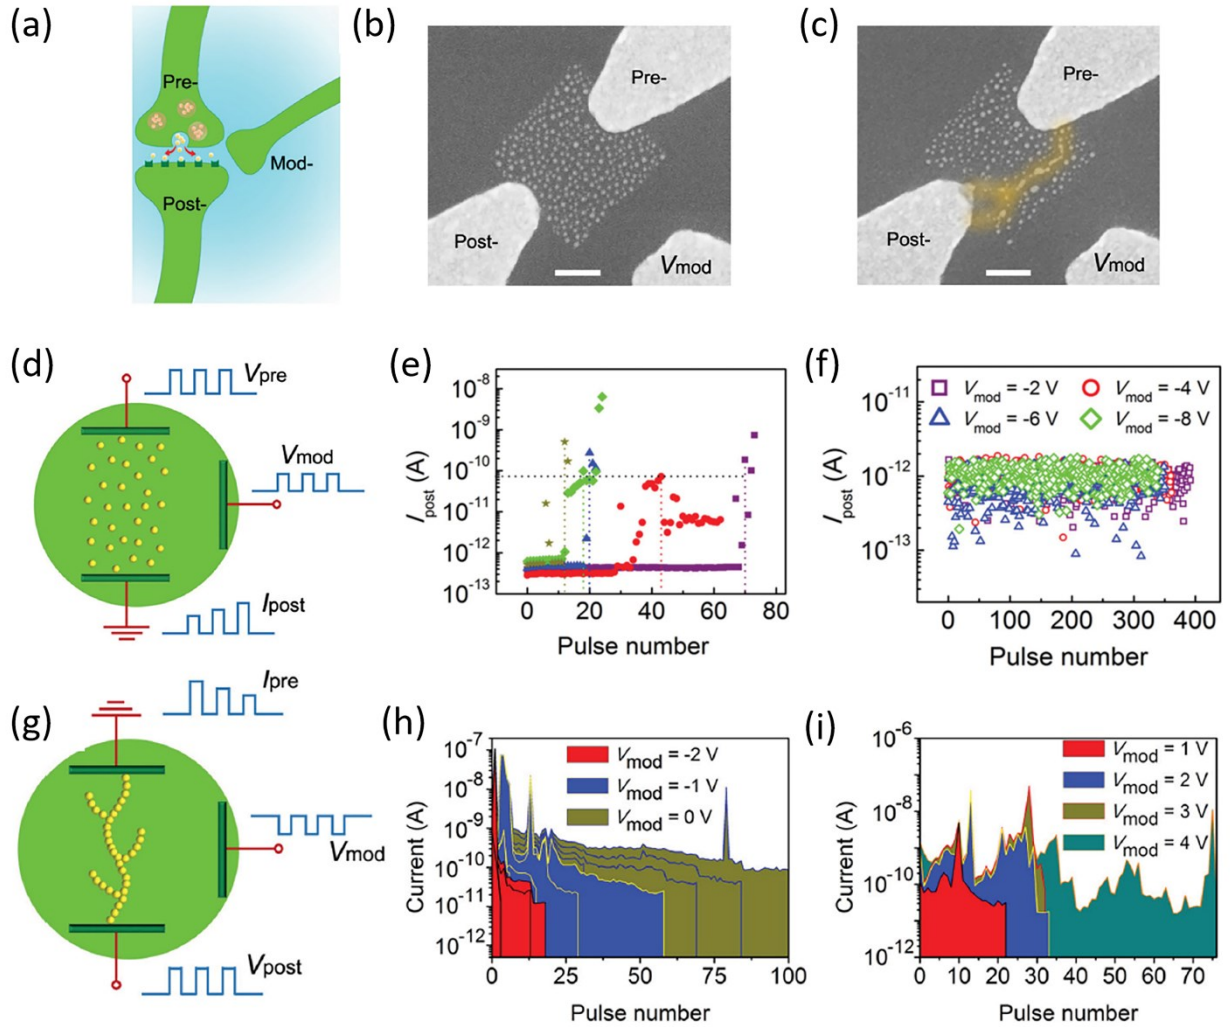 (a)
Pre-
Mod-
Post-
(b)
Pre-
Post-
Vmod
(c)
Pre-
Post-
Vmod
(d)
Vpre
Vmod
Ipost
(e)
Ipost (A)
10-8
10-9
10-10
10-11
10-12
10-13
0 20 40 60 80
Pulse number
(f)
Ipost (A)
Vmod = -2 V
Vmod = -4 V
Vmod = -6 V
Vmod = -8 V
10-11
10-12
10-13
0 100 200 300 400
Pulse number
(g)
Ipre
Vmod
Vpost
(h)
Current (A)
10-7
10-8
10-9
10-10
10-11
10-12
Vmod = -2 V
Vmod = -1 V
Vmod = 0 V
0 25 50 75 100
Pulse number
(i)
Current (A)
10-6
10-8
10-10
10-12
Vmod = 1 V
Vmod = 2 V
Vmod = 3 V
Vmod = 4 V
0 10 20 30 40 50 60 70
Pulse number